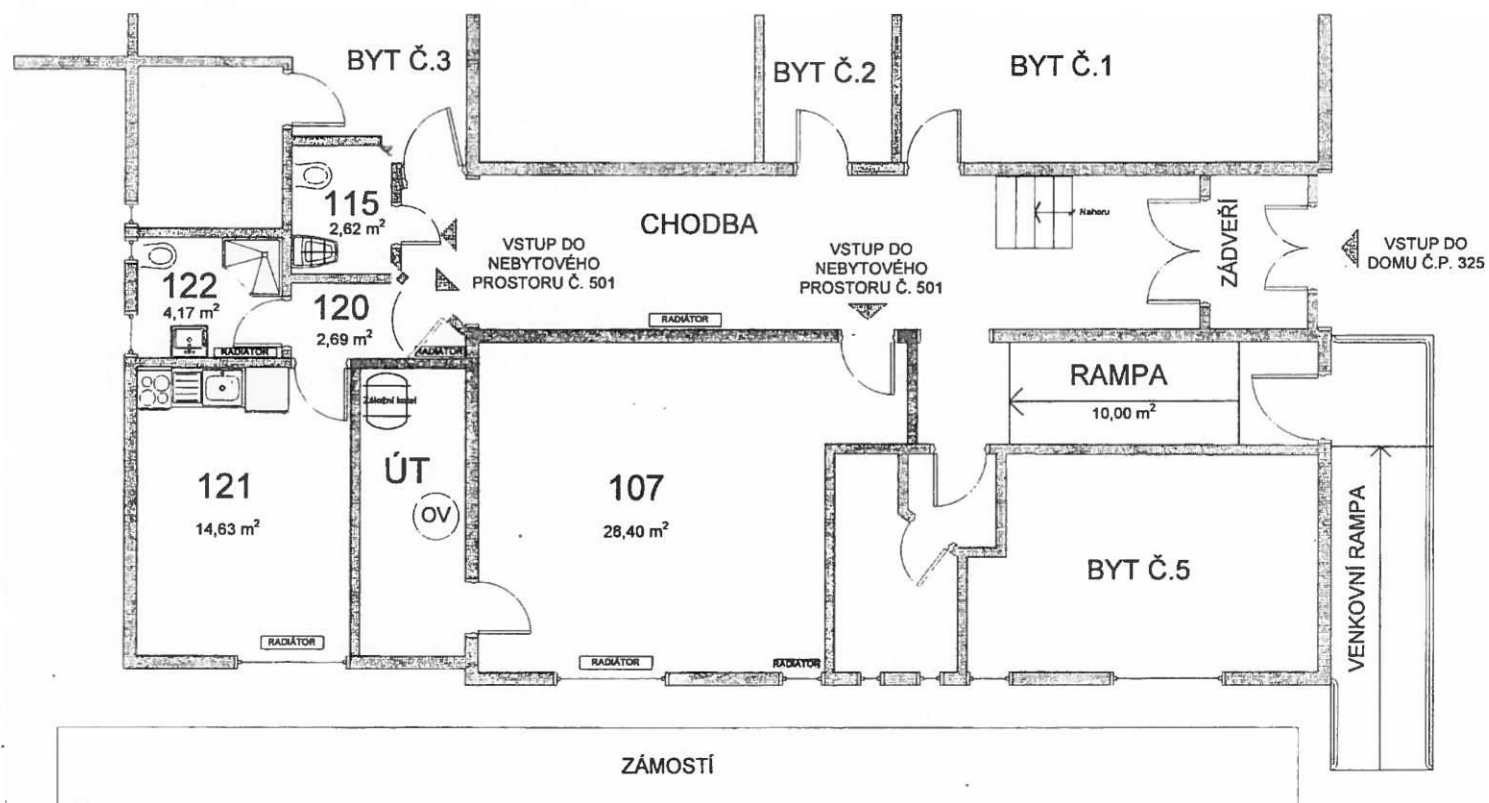 BYT Č.3
BYT Č.2
BYT Č.1
115
2,62 m²
CHODBA
Nahoru
ZÁDVEŘÍ
VSTUP DO
NEBYTOVÉHO
PROSTORU Č. 501
VSTUP DO
NEBYTOVÉHO
PROSTORU Č. 501
VSTUP DO
DOMU Č.P. 325
122
4,17 m²
120
2,69 m²
RADIÁTOR
RADIÁTOR
RADIÁTOR
RAMPA
10,00 m²
Záložní kotel
ÚT
OV
121
14,63 m²
107
28,40 m²
BYT Č.5
VENKOVNÍ RAMPA
RADIÁTOR
RADIÁTOR
RADIÁTOR
ZÁMOSTÍ